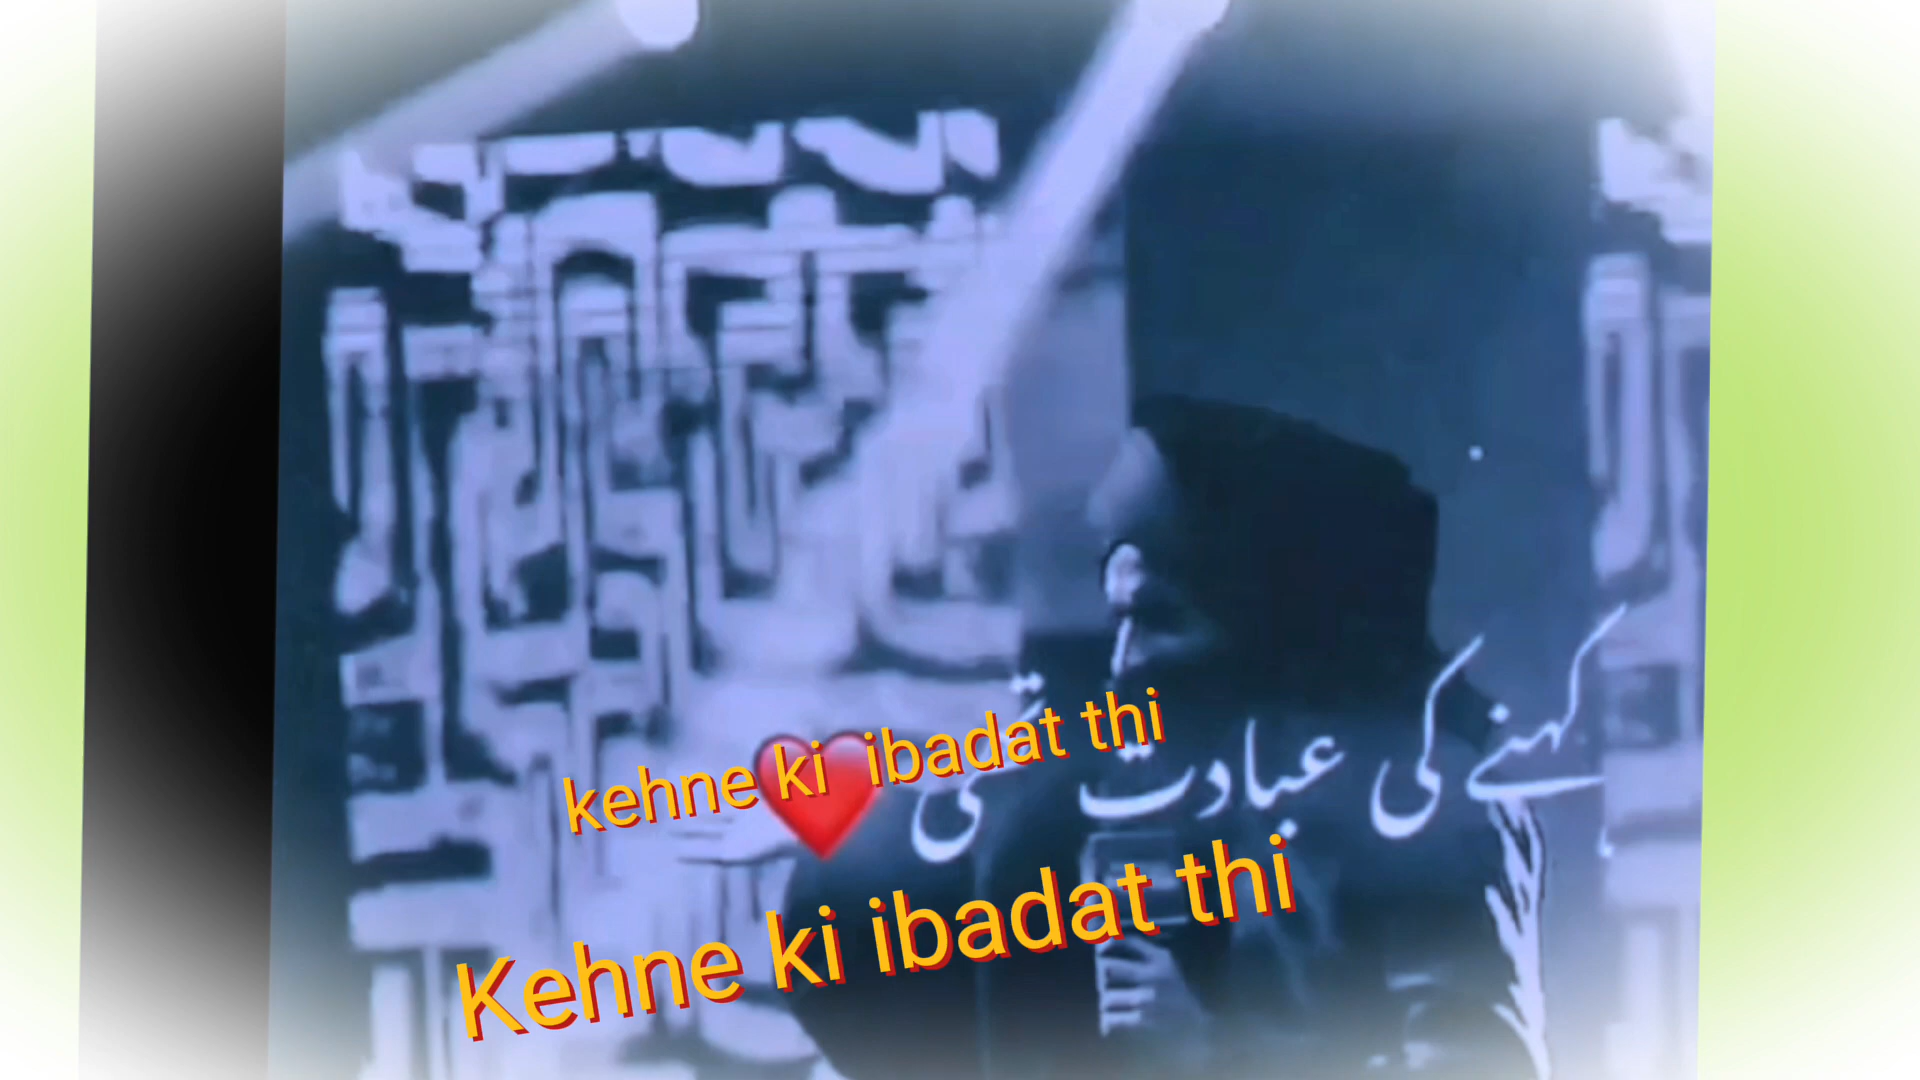 کہنے کی عبادت تھی
kehne ki ibadat thi
Kehne ki ibadat thi